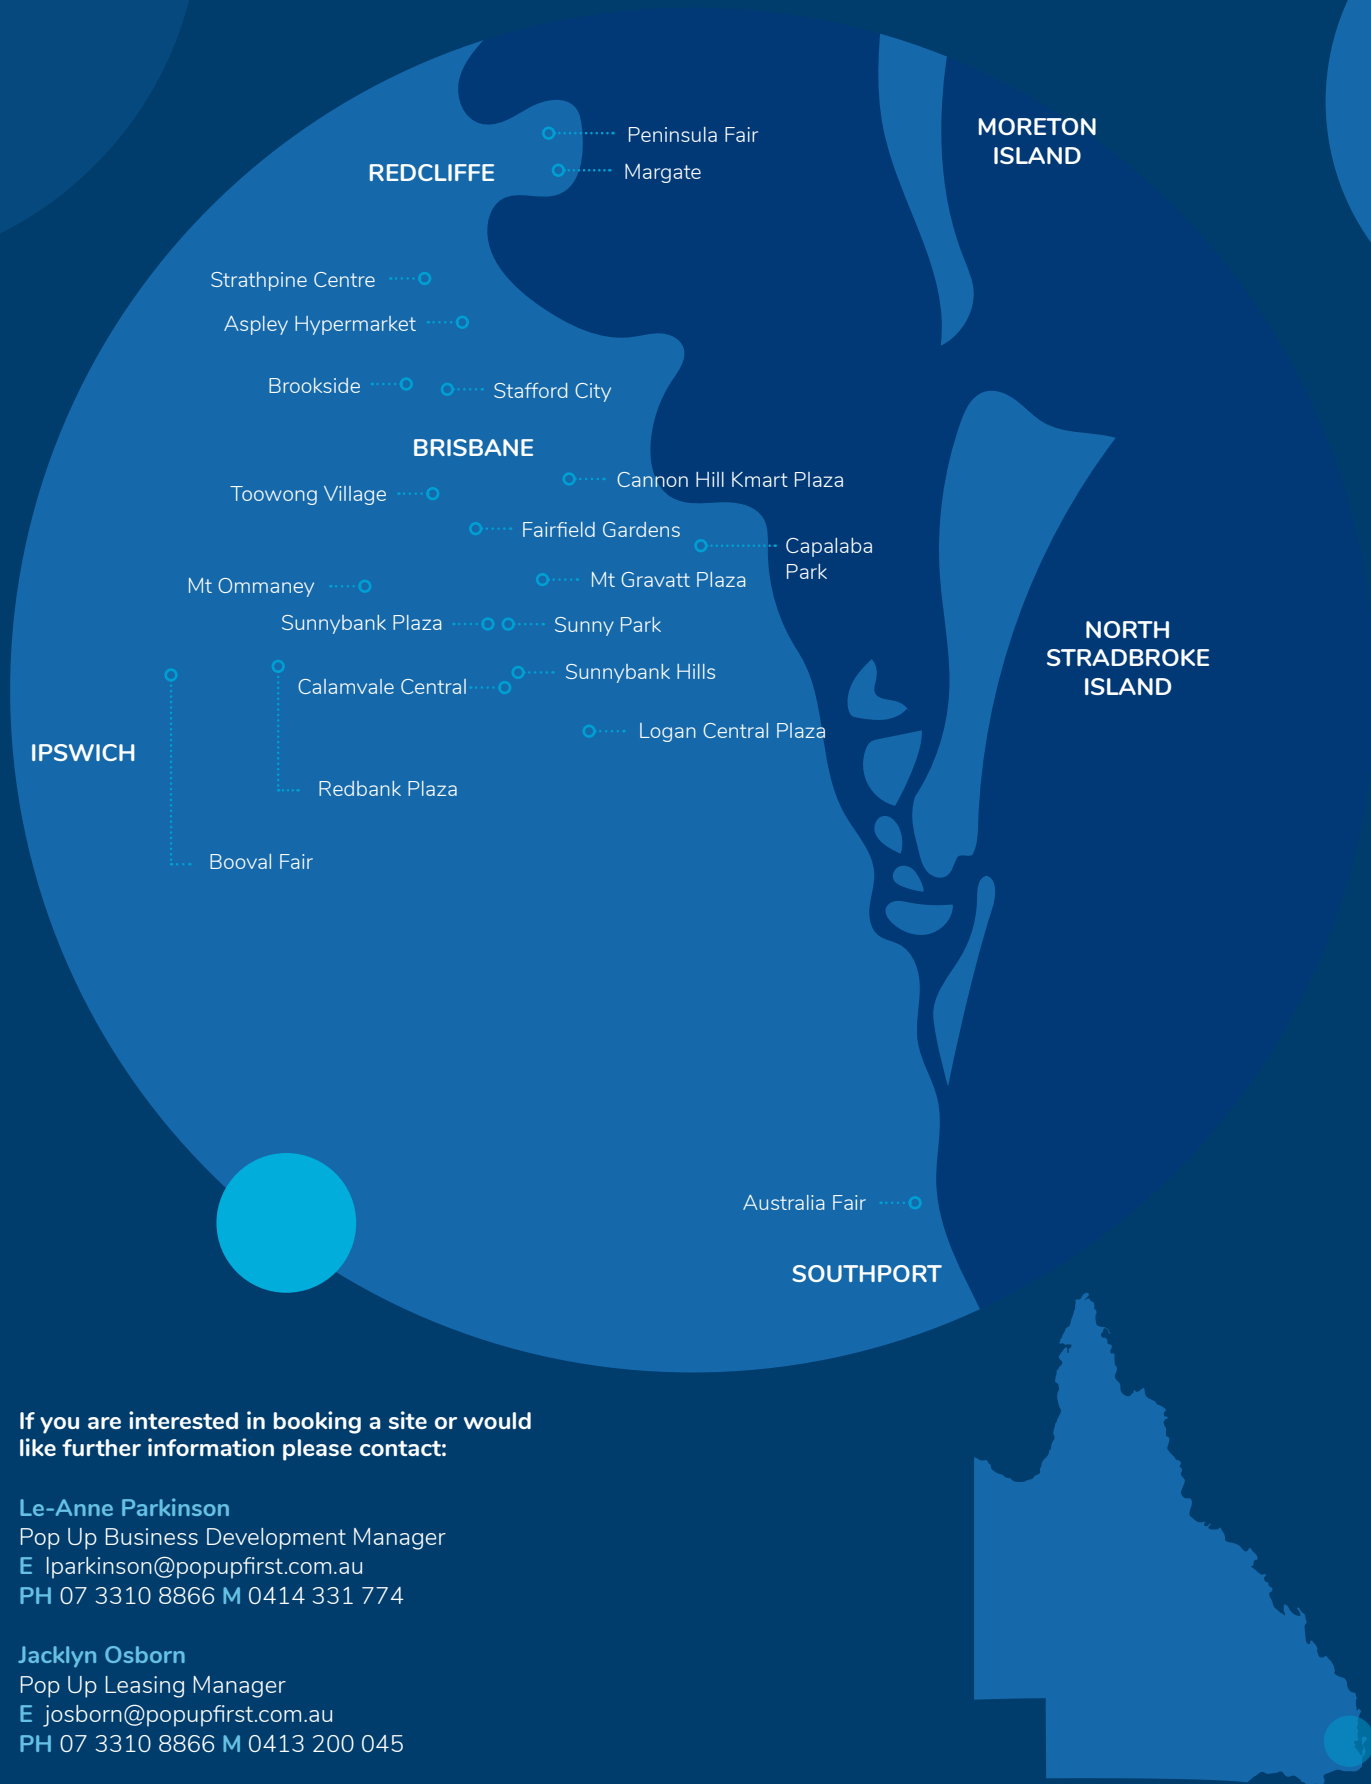 Peninsula Fair
MORETON
ISLAND
REDCLIFFE
Margate
Strathpine Centre
Aspley Hypermarket
Brookside
Stafford City
BRISBANE
Cannon Hill Kmart Plaza
Toowong Village
Fairfield Gardens
Capalaba
Park
Mt Ommaney
Mt Gravatt Plaza
Sunnybank Plaza
Sunny Park
NORTH
STRADBROKE
ISLAND
Sunnybank Hills
Calamvale Central
Logan Central Plaza
IPSWICH
Redbank Plaza
Booval Fair
Australia Fair
SOUTHPORT
If you are interested in booking a site or would
like further information please contact:
Le-Anne Parkinson
Pop Up Business Development Manager
E lparkinson@popupfirst.com.au
PH 07 3310 8866 M 0414 331 774
Jacklyn Osborn
Pop Up Leasing Manager
E josborn@popupfirst.com.au
PH 07 3310 8866 M 0413 200 045